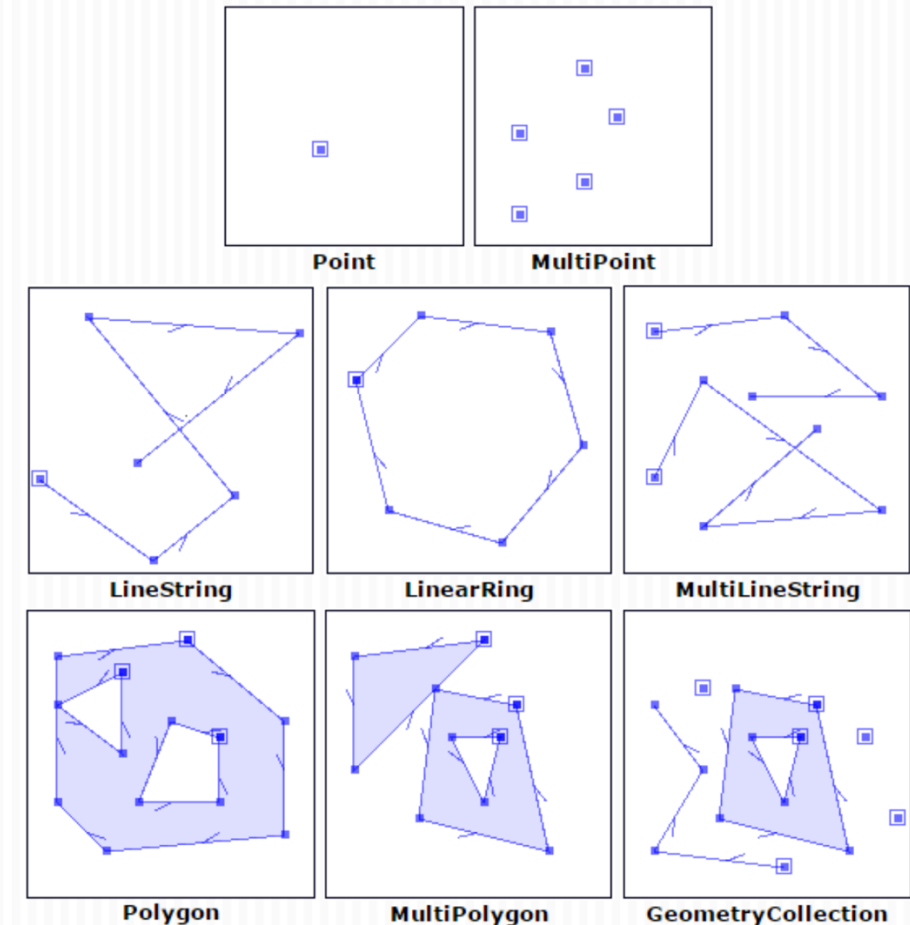 Point
MultiPoint
LineString
LinearRing
MultiLineString
Polygon
MultiPolygon
GeometryCollection